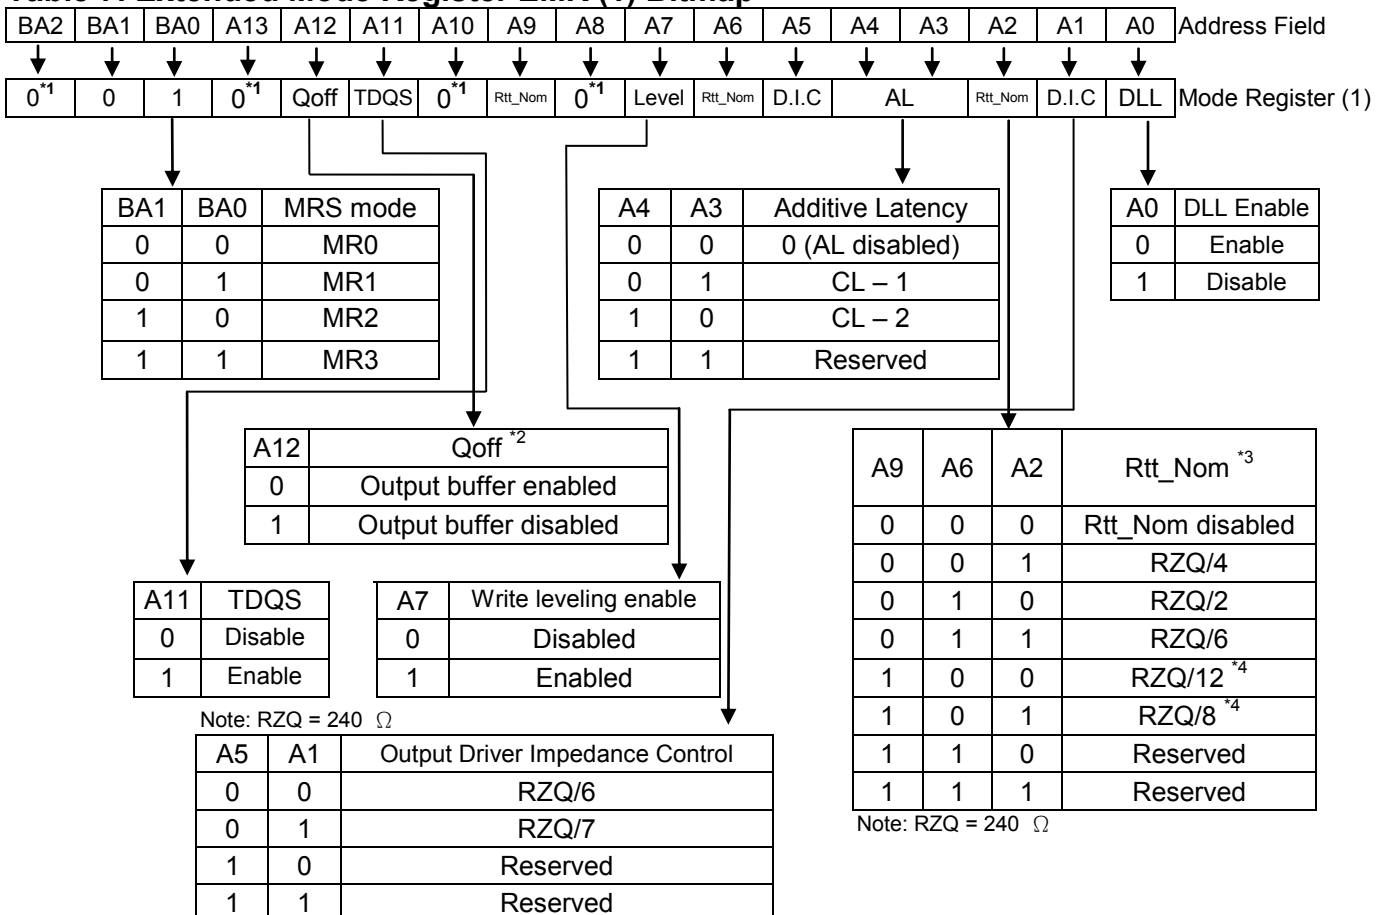 BA2 BA1 BA0 A13 A12 A11 A10 A9 A8 A7 A6 A5 A4 A3 A2 A1 A0 Address Field
0*1 0 1 0*1 Qoff TDQS 0*1 Rtt_Nom 0*1 Level Rtt_Nom D.I.C AL Rtt_Nom D.I.C DLL Mode Register (1)
BA1 BA0 MRS mode
0 0 MR0
0 1 MR1
1 0 MR2
1 1 MR3
A4 A3 Additive Latency
0 0 0 (AL disabled)
0 1 CL – 1
1 0 CL – 2
1 1 Reserved
A0 DLL Enable
0 Enable
1 Disable
A12 Qoff *2
0 Output buffer enabled
1 Output buffer disabled
A9 A6 A2 Rtt_Nom *3
0 0 0 Rtt_Nom disabled
0 0 1 RZQ/4
0 1 0 RZQ/2
0 1 1 RZQ/6
1 0 0 RZQ/12 *4
1 0 1 RZQ/8 *4
1 1 0 Reserved
1 1 1 Reserved
Note: RZQ = 240 Ω
A11 TDQS
0 Disable
1 Enable
A7 Write leveling enable
0 Disabled
1 Enabled
Note: RZQ = 240 Ω
A5 A1 Output Driver Impedance Control
0 0 RZQ/6
0 1 RZQ/7
1 0 Reserved
1 1 Reserved